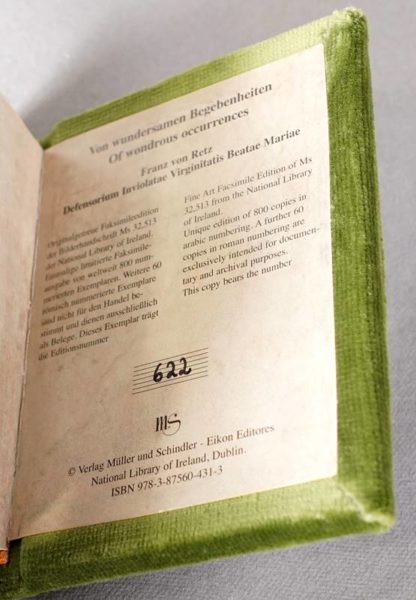 Von wundersamen Begebenheiten
Of wondrous occurrences
Franz von Retz
Defensorium Inviolatae Virginitatis Beatae Mariae
Originalgetreue Faksimileedition
der Bilderhandschrift Ms 32.513
der National Library of Ireland.
Einmalige limitierte Faksimile-
ausgabe von weltweit 800 num-
merierten Exemplaren. Weitere 60
römisch nummerierte Exemplare
sind nicht für den Handel be-
stimmt und dienen ausschließlich
als Belege. Dieses Exemplar trägt
die Editionsnummer
Fine Art Facsimile Edition of Ms
32.513 from the National Library
of Ireland.
Unique edition of 800 copies in
arabic numbering. A further 60
copies in roman numbering are
exclusively intended for documen-
tary and archival purposes.
This copy bears the number
622
MS
© Verlag Müller und Schindler - Eikon Editores
National Library of Ireland, Dublin.
ISBN 978-3-87560-431-3